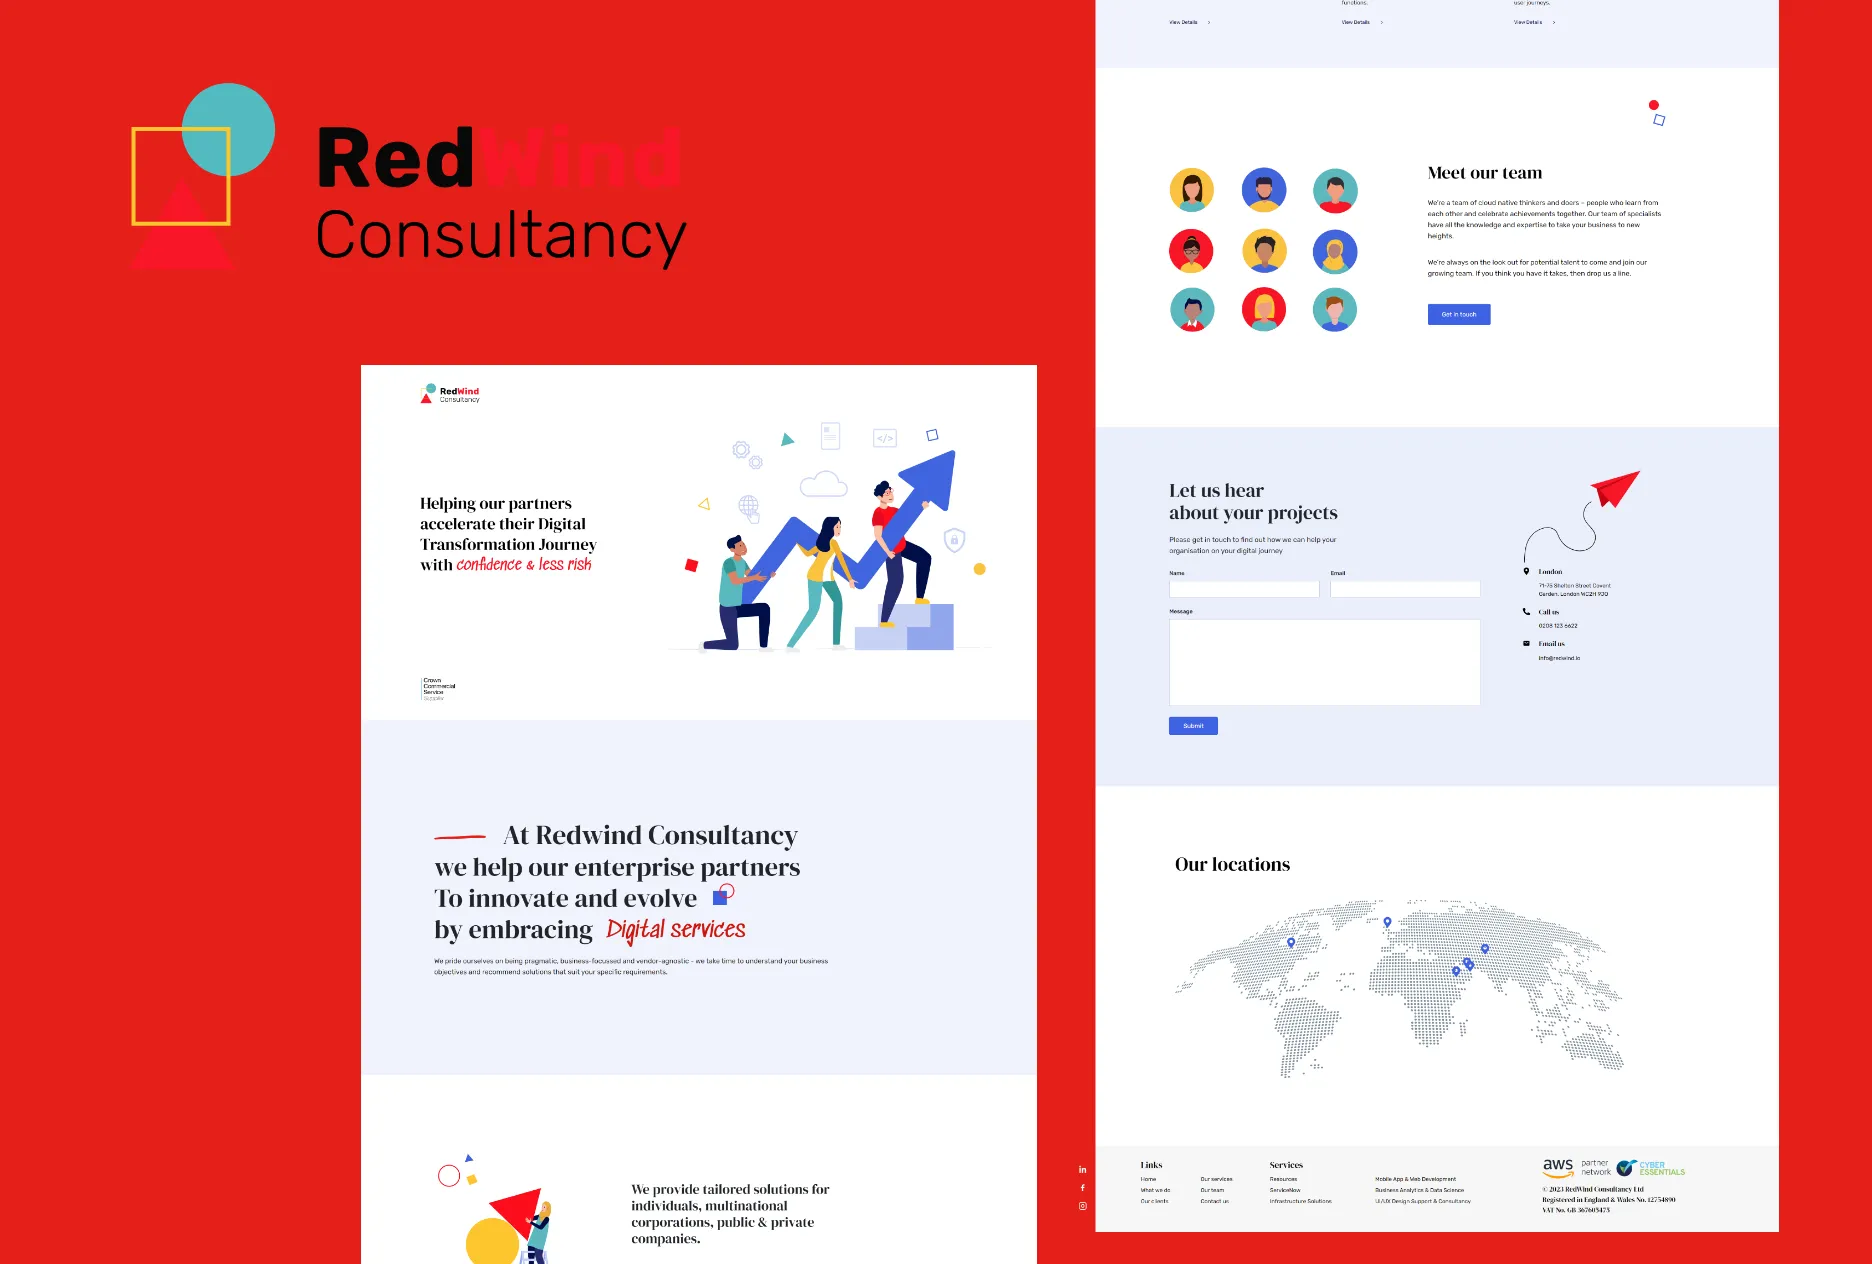 RedWind
Consultancy
RedWind
Consultancy
Helping our partners
accelerate their Digital
Transformation Journey
with confidence & less risk
Crown
Commercial
Service
Supplier
At Redwind Consultancy
we help our enterprise partners
To innovate and evolve
by embracing Digital services
We pride ourselves on being pragmatic, business-focussed and vendor-agnostic – we take time to understand your business
objectives and recommend solutions that suit your specific requirements.
We provide tailored solutions for
individuals, multinational
corporations, public & private
companies.
functions.
user journeys.
View Details
View Details
View Details
Meet our team
We're a team of cloud native thinkers and doers – people who learn from
each other and celebrate achievements together. Our team of specialists
have all the knowledge and expertise to take your business to new
heights.
We're always on the look out for potential talent to come and join our
growing team. If you think you have it takes, then drop us a line.
Get in touch
Let us hear
about your projects
Please get in touch to find out how we can help your
organisation on your digital journey
Name
Email
Message
Submit
London
71-75 Shelton Street Covent
Garden, London WC2H 9JQ
Call us
0208 123 6622
Email us
info@redwind.io
Our locations
Links
Home
What we do
Our clients
Our services
Our team
Contact us
Services
Resources
ServiceNow
Infrastructure Solutions
Mobile App & Web Development
Business Analytics & Data Science
UI/UX Design Support & Consultancy
aws partner
network
CYBER
ESSENTIALS
© 2023 RedWind Consultancy Ltd
Registered in England & Wales No. 12754890
VAT No. GB 367603473